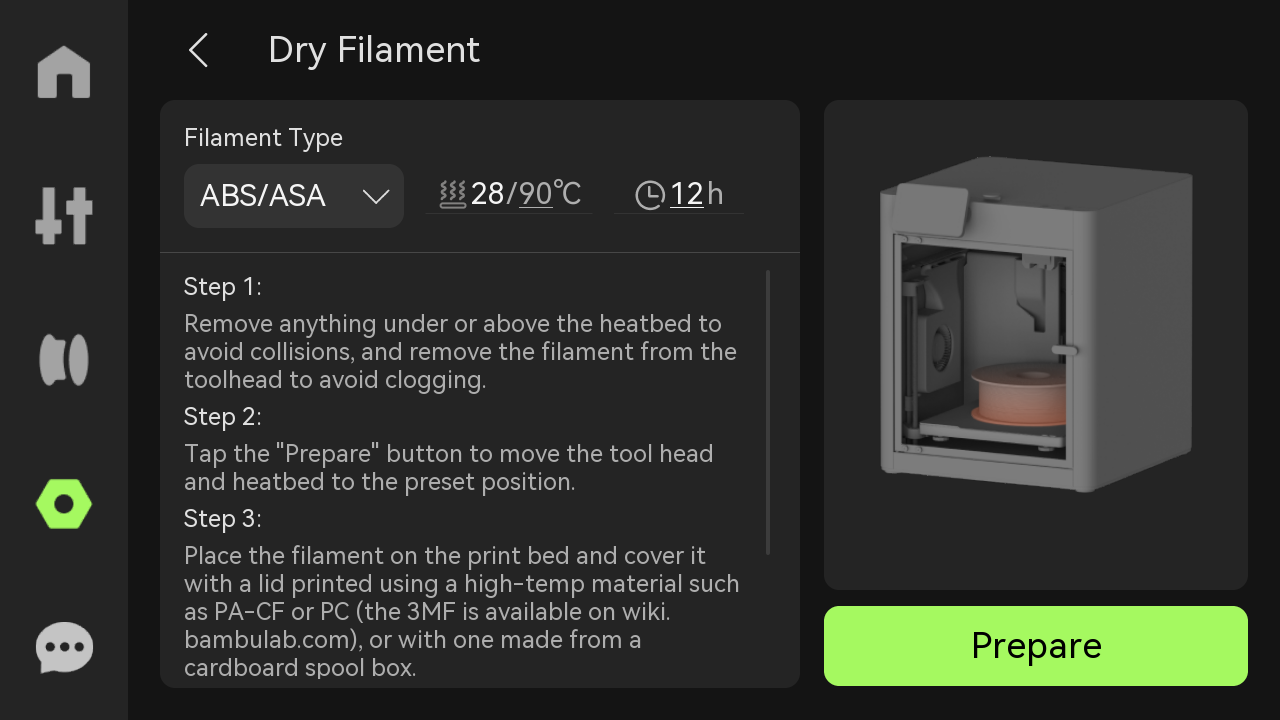 Dry Filament
Filament Type
ABS/ASA
28/90℃
12h
Step 1:
Remove anything under or above the heatbed to
avoid collisions, and remove the filament from the
toolhead to avoid clogging.
Step 2:
Tap the "Prepare" button to move the tool head
and heatbed to the preset position.
Step 3:
Place the filament on the print bed and cover it
with a lid printed using a high-temp material such
as PA-CF or PC (the 3MF is available on wiki.
bambulab.com), or with one made from a
cardboard spool box.
Prepare